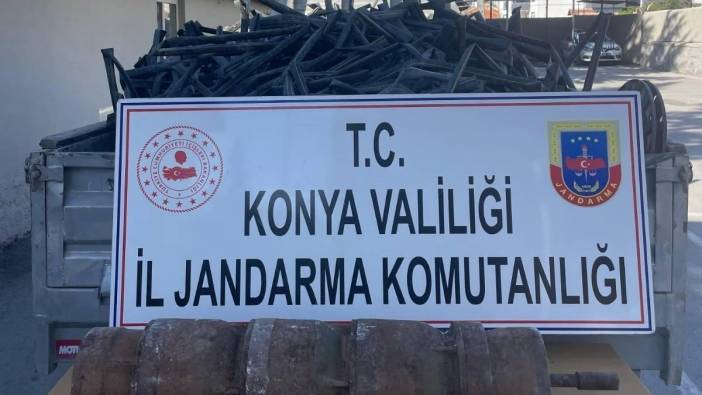 T.C.
KONYA VALİLİĞİ
İL JANDARMA KOMUTANLIĞI
JANDARMA